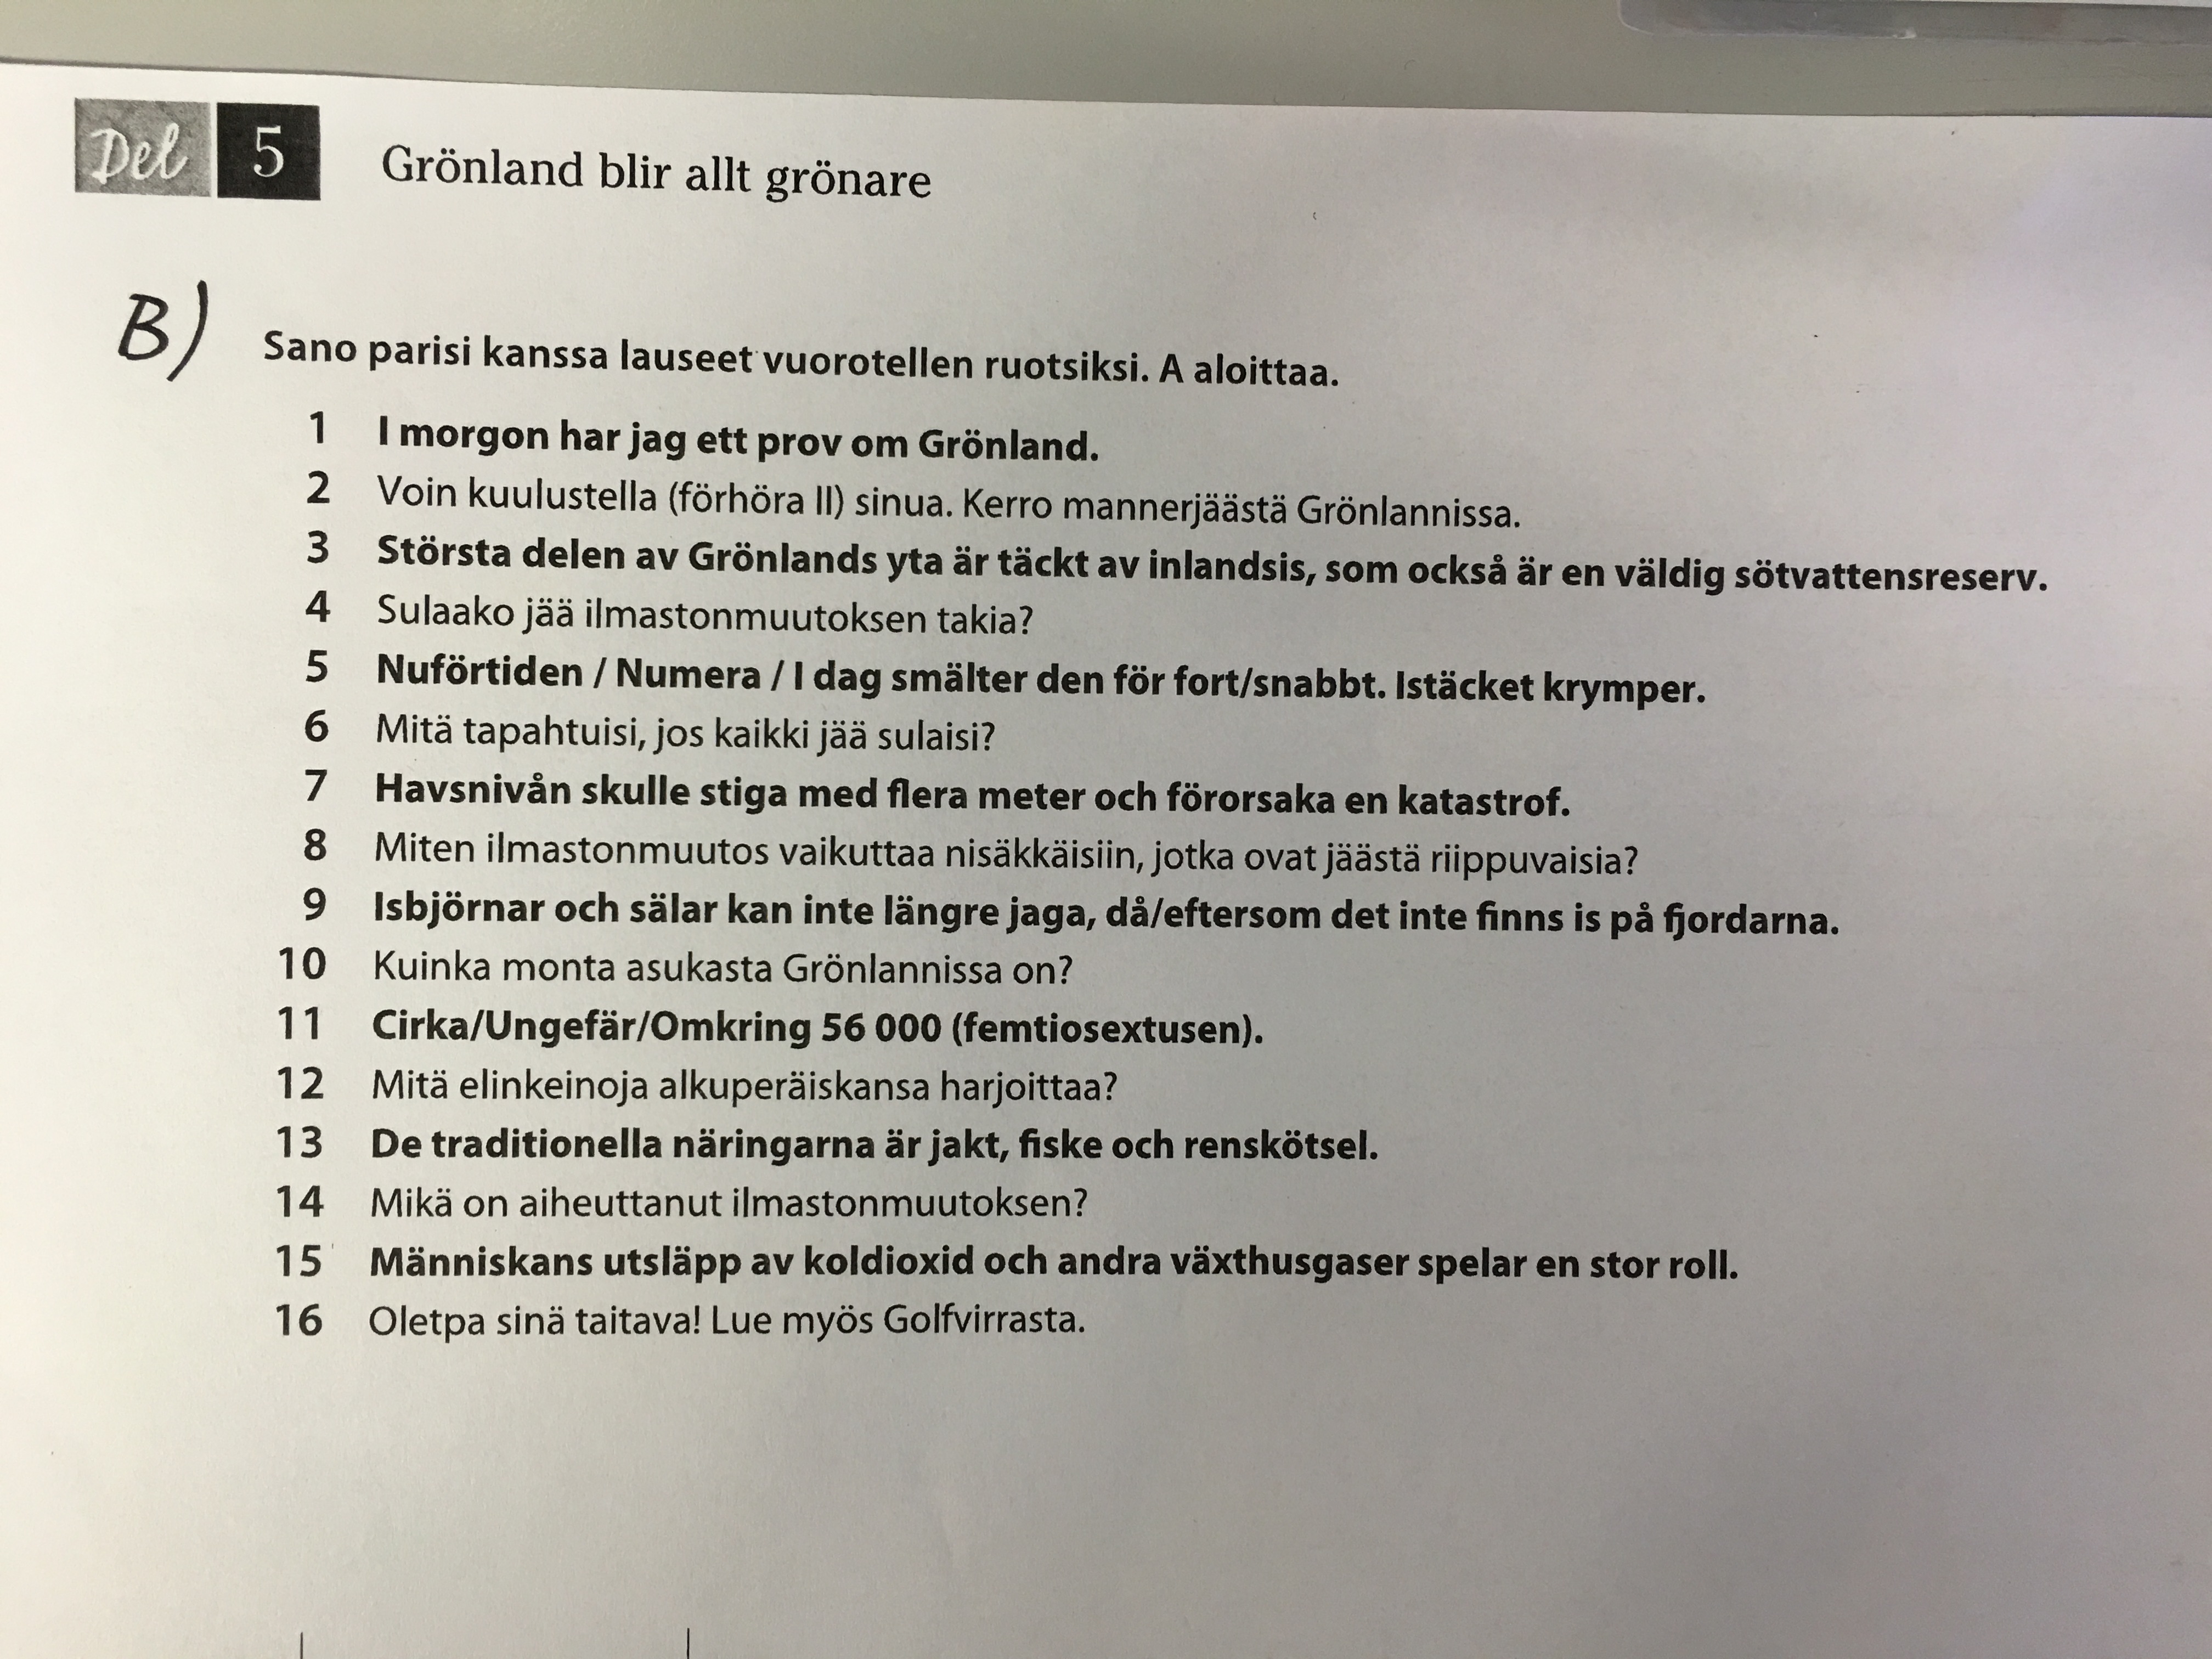 Del 5 Grönland blir allt grönare
B) Sano parisi kanssa lauseet vuorotellen ruotsiksi. A aloittaa.
1 I morgon har jag ett prov om Grönland.
2 Voin kuulustella (förhöra II) sinua. Kerro mannerjäästä Grönlannissa.
3 Största delen av Grönlands yta är täckt av inlandsis, som också är en väldig sötvattensreserv.
4 Sulaako jää ilmastonmuutoksen takia?
5 Nuförtiden / Numera / I dag smälter den för fort/snabbt. Istäcket krymper.
6 Mitä tapahtuisi, jos kaikki jää sulaisi?
7 Havsnivån skulle stiga med flera meter och förorsaka en katastrof.
8 Miten ilmastonmuutos vaikuttaa nisäkkäisiin, jotka ovat jäästä riippuvaisia?
9 Isbjörnar och sälar kan inte längre jaga, då/eftersom det inte finns is på fjordarna.
10 Kuinka monta asukasta Grönlannissa on?
11 Cirka/Ungefär/Omkring 56 000 (femtiosextusen).
12 Mitä elinkeinoja alkuperäiskansa harjoittaa?
13 De traditionella näringarna är jakt, fiske och renskötsel.
14 Mikä on aiheuttanut ilmastonmuutoksen?
15 Människans utsläpp av koldioxid och andra växthusgaser spelar en stor roll.
16 Oletpa sinä taitava! Lue myös Golfvirrasta.